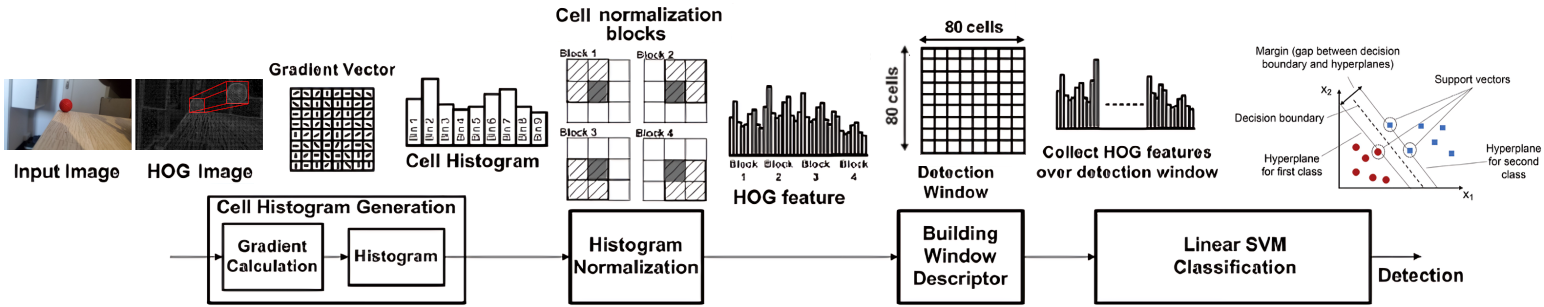 Input Image
HOG Image
Gradient Vector
Bin 1
Bin 2
Bin 3
Bin 4
Bin 5
Bin 6
Bin 7
Bin 8
Bin 9
Cell Histogram
Cell normalization
blocks
Block 1
Block 2
Block 3
Block 4
Block Block Block Block
1 2 3 4
HOG feature
80 cells
80 cells
Detection
Window
Collect HOG features
over detection window
Margin (gap between decision
boundary and hyperplanes)
Support vectors
X2
Decision boundary
Hyperplane
for first class
Hyperplane
for second
class
X1
Cell Histogram Generation
Gradient
Calculation
Histogram
Histogram
Normalization
Building
Window
Descriptor
Linear SVM
Classification
Detection